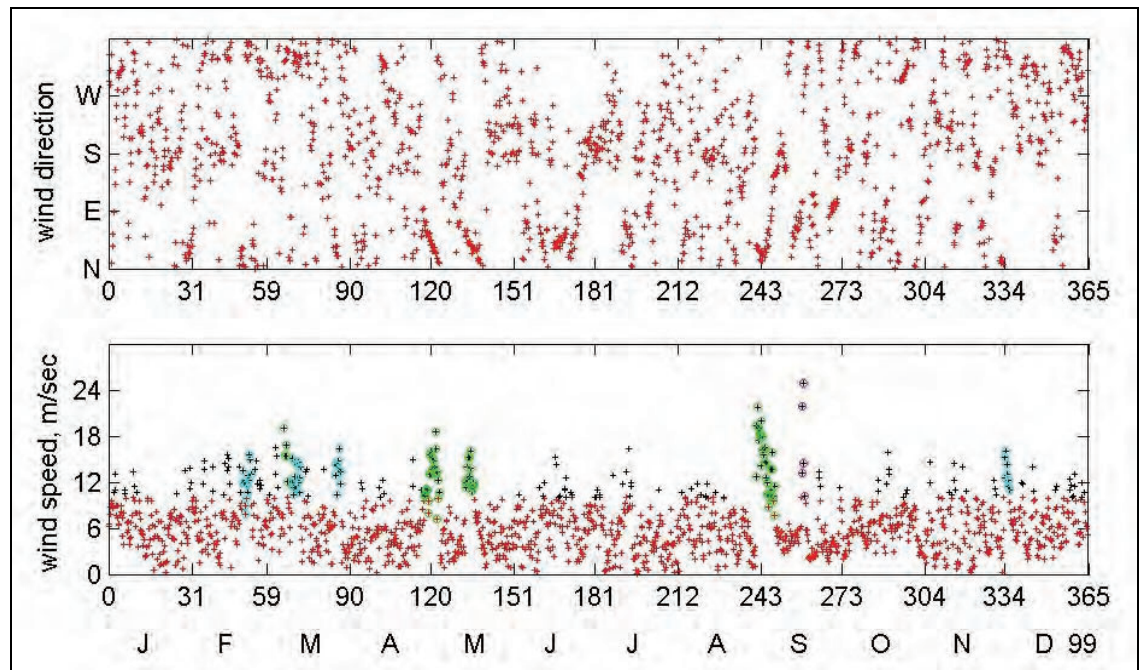 wind direction
W
S
E
N
0 31 59 90 120 151 181 212 243 273 304 334 365
wind speed, m/sec
24
18
12
6
0
0 31 59 90 120 151 181 212 243 273 304 334 365
J F M A M J J A S O N D 99